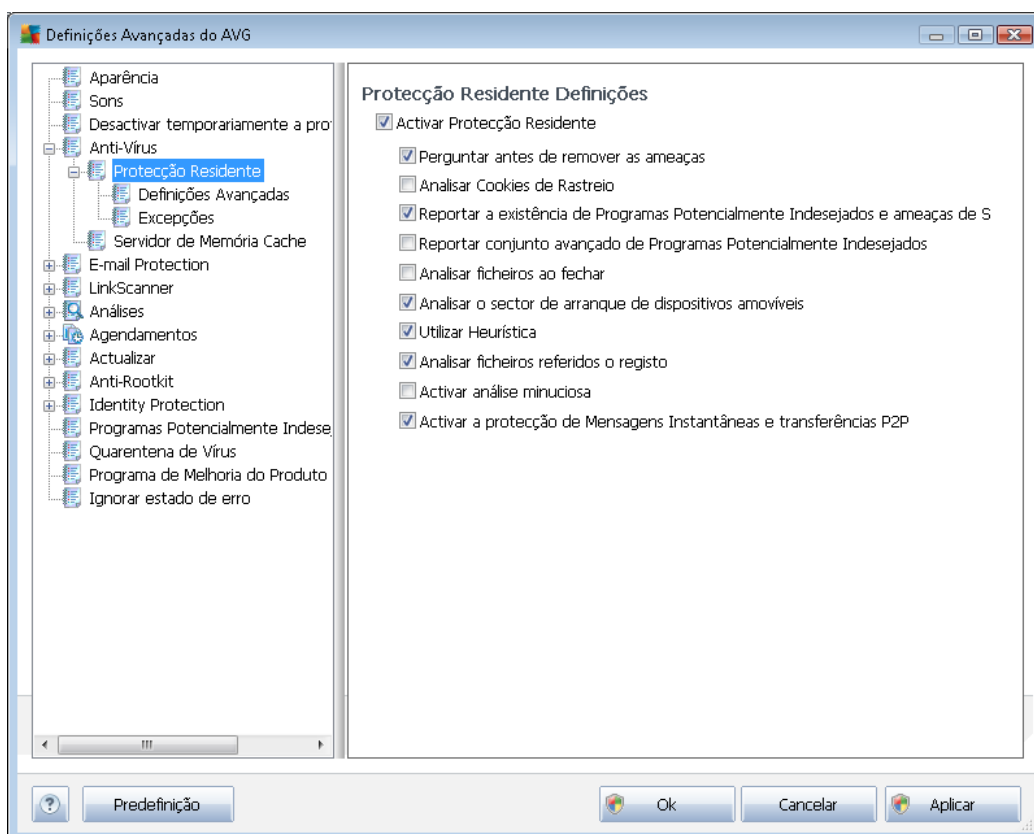 Definições Avançadas do AVG
Aparência
Sons
Desactivar temporariamente a pro
Anti-Vírus
Protecção Residente
Definições Avançadas
Excepções
Servidor de Memória Cache
E-mail Protection
LinkScanner
Análises
Agendamentos
Actualizar
Anti-Rootkit
Identity Protection
Programas Potencialmente Indese
Quarentena de Vírus
Programa de Melhoria do Produto
Ignorar estado de erro
Protecção Residente Definições
Activar Protecção Residente
Perguntar antes de remover as ameaças
Analisar Cookies de Rastreio
Reportar a existência de Programas Potencialmente Indesejados e ameaças de S
Reportar conjunto avançado de Programas Potencialmente Indesejados
Analisar ficheiros ao fechar
Analisar o sector de arranque de dispositivos amovíveis
Utilizar Heurística
Analisar ficheiros referidos o registo
Activar análise minuciosa
Activar a protecção de Mensagens Instantâneas e transferências P2P
?
Predefinição
Ok
Cancelar
Aplicar